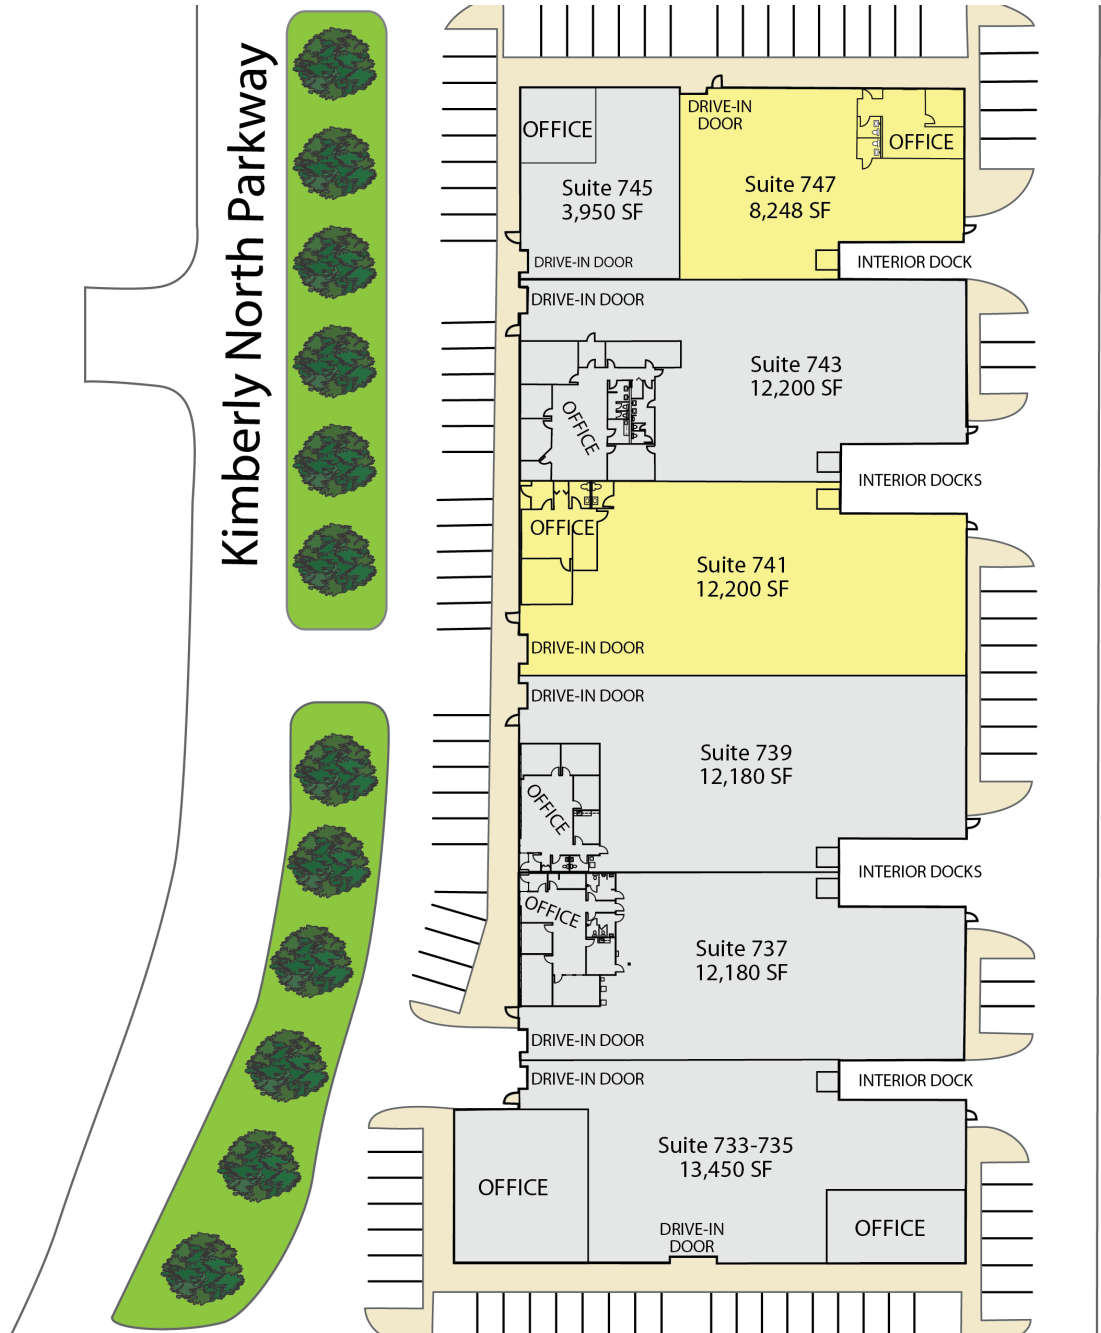 Kimberly North Parkway
OFFICE
Suite 745
3,950 SF
DRIVE-IN DOOR
DRIVE-IN
DOOR
OFFICE
Suite 747
8,248 SF
INTERIOR DOCK
DRIVE-IN DOOR
Suite 743
12,200 SF
OFFICE
INTERIOR DOCKS
OFFICE
Suite 741
12,200 SF
DRIVE-IN DOOR
DRIVE-IN DOOR
Suite 739
12,180 SF
OFFICE
INTERIOR DOCKS
OFFICE
Suite 737
12,180 SF
DRIVE-IN DOOR
DRIVE-IN DOOR
INTERIOR DOCK
Suite 733-735
13,450 SF
OFFICE
DRIVE-IN
DOOR
OFFICE